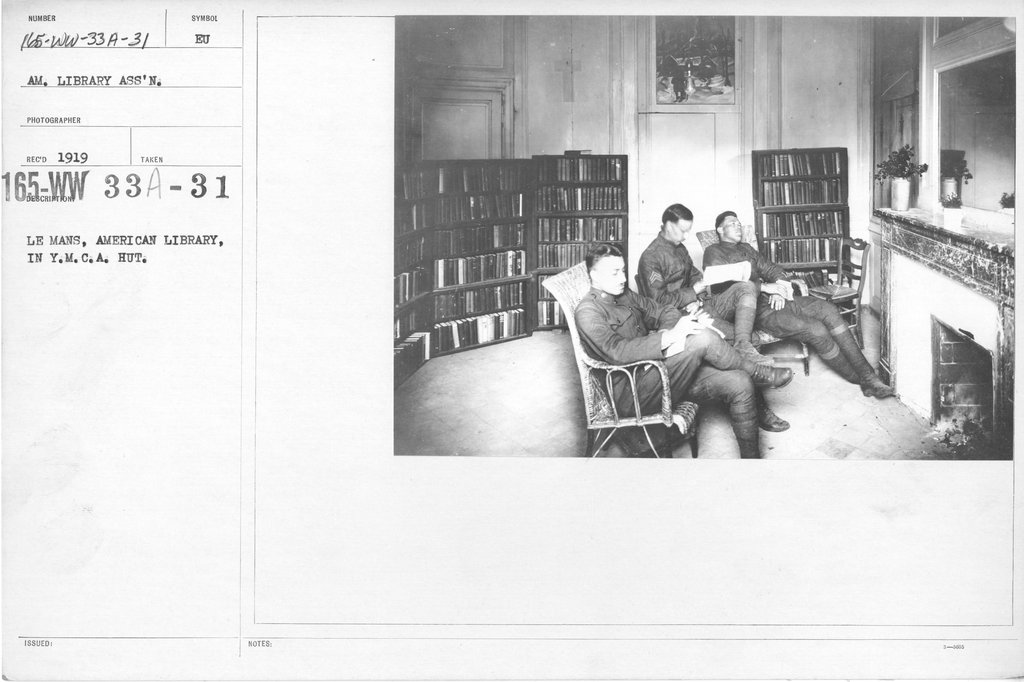 NUMBER
165-WW-33A-31
SYMBOL
EU
AM. LIBRARY ASS'N.
PHOTOGRAPHER
REC'D 1919
TAKEN
165-WW 33A-31
DESCRIPTION
LE MANS, AMERICAN LIBRARY,
IN Y.M.C.A. HUT.
ISSUED:
NOTES: